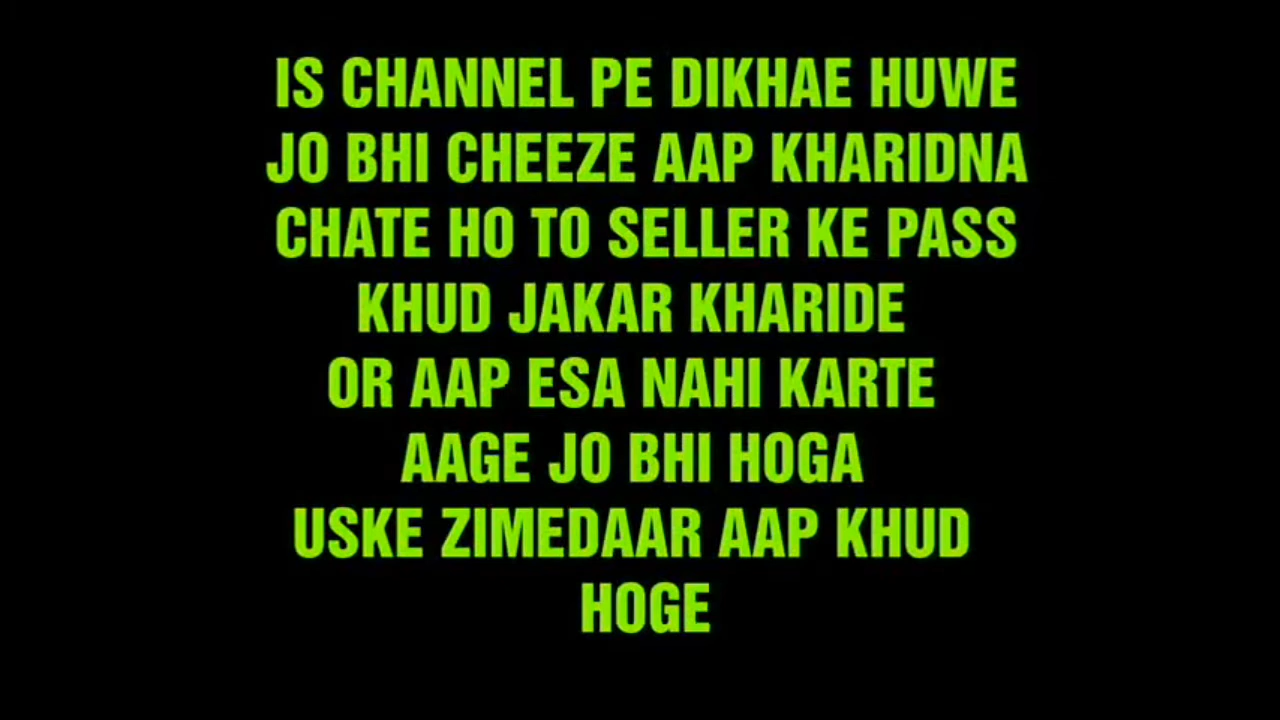 IS CHANNEL PE DIKHAE HUWE
JO BHI CHEEZE AAP KHARIDNA
CHATE HO TO SELLER KE PASS
KHUD JAKAR KHARIDE
OR AAP ESA NAHI KARTE
AAGE JO BHI HOGA
USKE ZIMEDAAR AAP KHUD
HOGE